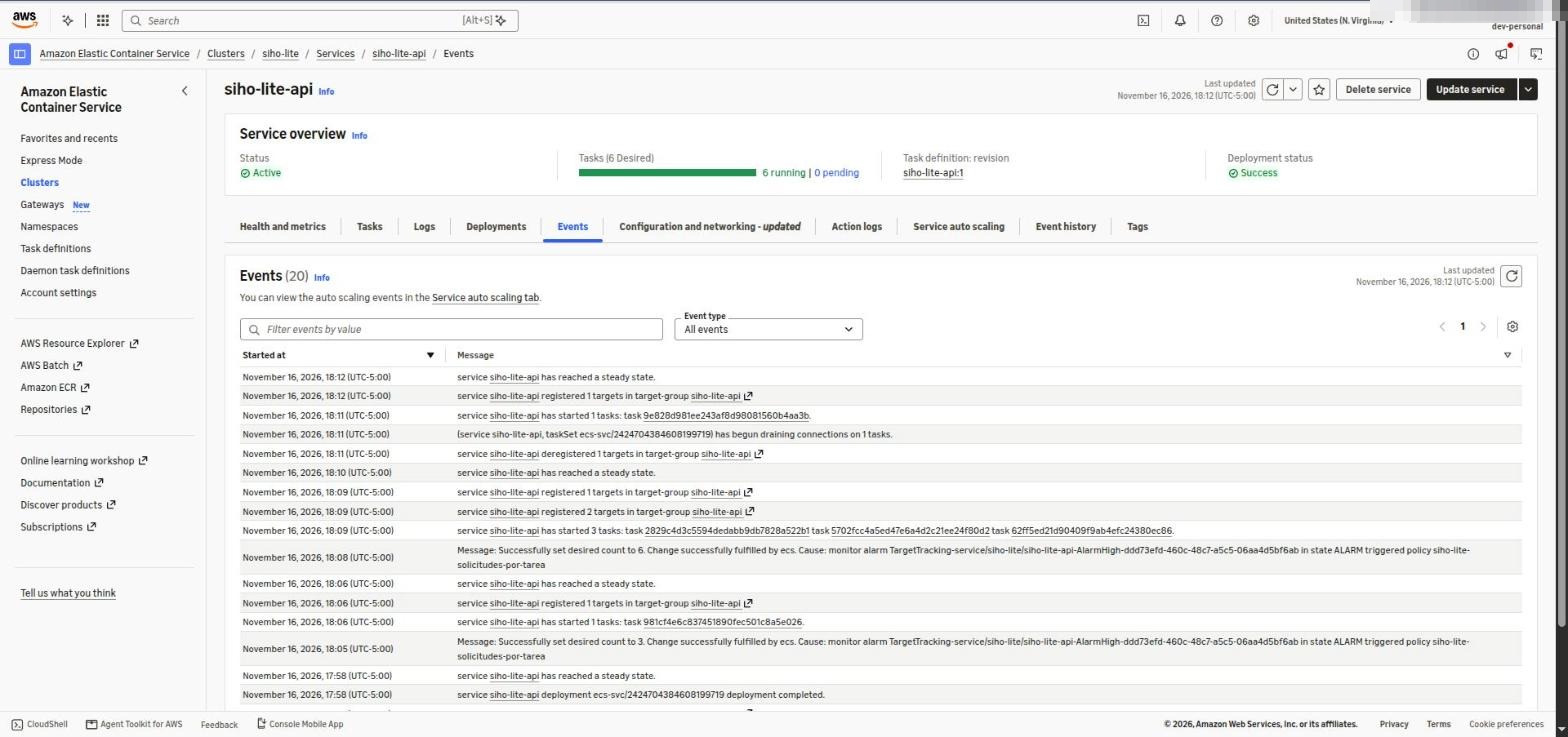 aws
Search
[Alt+S]
United States (N. Virginia)
dev-personal
Amazon Elastic Container Service / Clusters / siho-lite / Services / siho-lite-api / Events
Amazon Elastic
Container Service
Favorites and recents
Express Mode
Clusters
Gateways New
Namespaces
Task definitions
Daemon task definitions
Account settings
AWS Resource Explorer
AWS Batch
Amazon ECR
Repositories
Online learning workshop
Documentation
Discover products
Subscriptions
Tell us what you think
siho-lite-api Info
Last updated
November 16, 2026, 18:12 (UTC-5:00)
Delete service
Update service
Service overview Info
Status
Active
Tasks (6 Desired)
6 running | 0 pending
Task definition: revision
siho-lite-api:1
Deployment status
Success
Health and metrics
Tasks
Logs
Deployments
Events
Configuration and networking - updated
Action logs
Service auto scaling
Event history
Tags
Events (20) Info
Last updated
November 16, 2026, 18:12 (UTC-5:00)
You can view the auto scaling events in the Service auto scaling tab.
Filter events by value
Event type
All events
1
Started at Message
November 16, 2026, 18:12 (UTC-5:00) service siho-lite-api has reached a steady state.
November 16, 2026, 18:12 (UTC-5:00) service siho-lite-api registered 1 targets in target-group siho-lite-api
November 16, 2026, 18:11 (UTC-5:00) service siho-lite-api has started 1 tasks: task 9e828d981ee243af8d98081560b4aa3b.
November 16, 2026, 18:11 (UTC-5:00) (service siho-lite-api, taskSet ecs-svc/2424704384608199719) has begun draining connections on 1 tasks.
November 16, 2026, 18:11 (UTC-5:00) service siho-lite-api deregistered 1 targets in target-group siho-lite-api
November 16, 2026, 18:10 (UTC-5:00) service siho-lite-api has reached a steady state.
November 16, 2026, 18:09 (UTC-5:00) service siho-lite-api registered 1 targets in target-group siho-lite-api
November 16, 2026, 18:09 (UTC-5:00) service siho-lite-api registered 2 targets in target-group siho-lite-api
November 16, 2026, 18:09 (UTC-5:00) service siho-lite-api has started 3 tasks: task 2829c4d3c5594dedabb9db7828a522b1 task 5702fcc4a5ed47e6a4d2c21ee24f80d2 task 62ff5ed21d90409f9ab4efc24380ec86.
November 16, 2026, 18:08 (UTC-5:00) Message: Successfully set desired count to 6. Change successfully fulfilled by ecs. Cause: monitor alarm TargetTracking-service/siho-lite/siho-lite-api-AlarmHigh-ddd73efd-460c-48c7-a5c5-06aa4d5bf6ab in state ALARM triggered policy siho-lite-
solicitudes-por-tarea
November 16, 2026, 18:06 (UTC-5:00) service siho-lite-api has reached a steady state.
November 16, 2026, 18:06 (UTC-5:00) service siho-lite-api registered 1 targets in target-group siho-lite-api
November 16, 2026, 18:06 (UTC-5:00) service siho-lite-api has started 1 tasks: task 981cf4e6c837451890fec501c8a5e026.
November 16, 2026, 18:05 (UTC-5:00) Message: Successfully set desired count to 3. Change successfully fulfilled by ecs. Cause: monitor alarm TargetTracking-service/siho-lite/siho-lite-api-AlarmHigh-ddd73efd-460c-48c7-a5c5-06aa4d5bf6ab in state ALARM triggered policy siho-lite-
solicitudes-por-tarea
November 16, 2026, 17:58 (UTC-5:00) service siho-lite-api has reached a steady state.
November 16, 2026, 17:58 (UTC-5:00) service siho-lite-api deployment ecs-svc/2424704384608199719 deployment completed.
CloudShell
Agent Toolkit for AWS
Feedback
Console Mobile App
© 2026, Amazon Web Services, Inc. or its affiliates.
Privacy
Terms
Cookie preferences